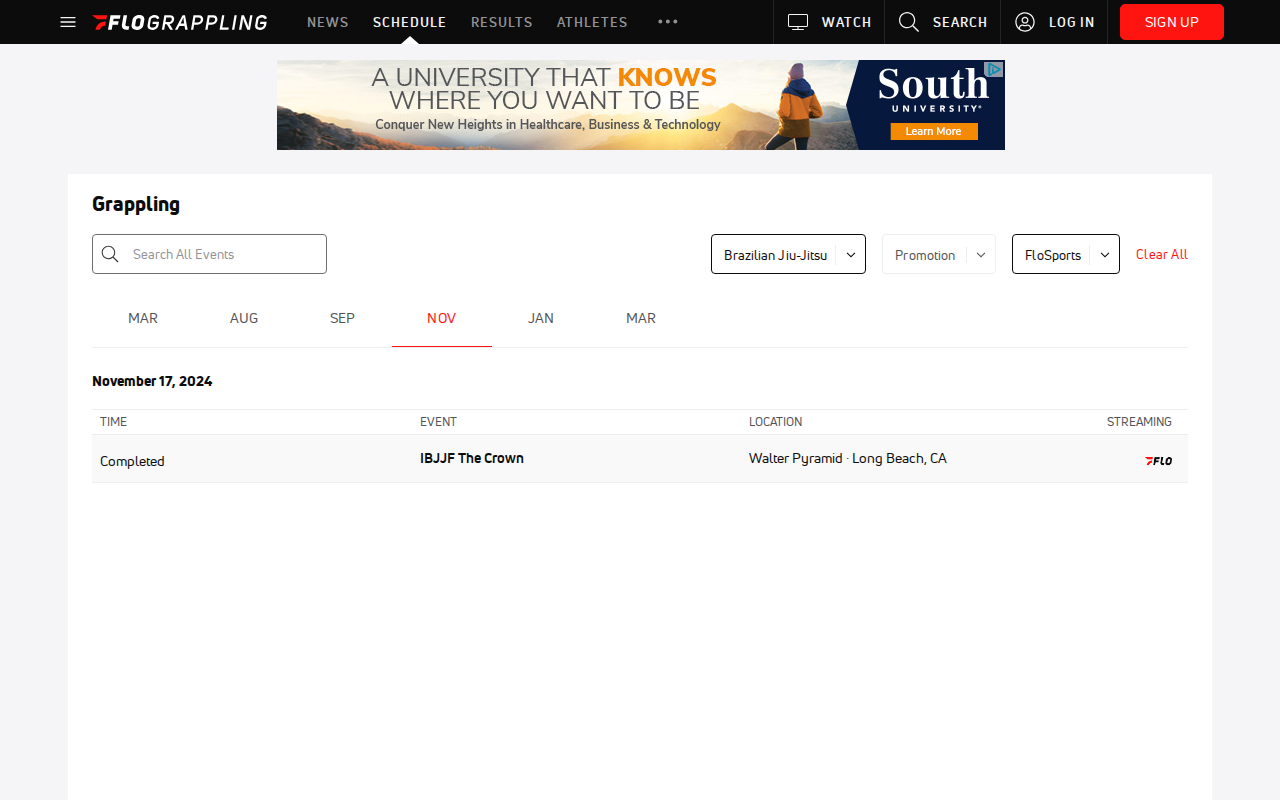 FLOGRAPPLING NEWS SCHEDULE RESULTS ATHLETES WATCH SEARCH LOG IN SIGN UP
A UNIVERSITY THAT KNOWS
WHERE YOU WANT TO BE
Conquer New Heights in Healthcare, Business & Technology
South
UNIVERSITY®
Learn More
Grappling
Search All Events Brazilian Jiu-Jitsu Promotion FloSports Clear All
MAR AUG SEP NOV JAN MAR
November 17, 2024
TIME EVENT LOCATION STREAMING
Completed IBJJF The Crown Walter Pyramid · Long Beach, CA FLO